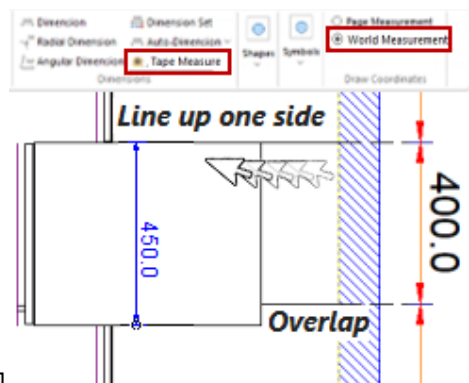 Dimension
Dimension Set
Page Measurement
Radial Dimension
Auto-Dimension
World Measurement
Angular Dimension
Tape Measure
Shapes
Symbols
Dimensions
Draw Coordinates
Line up one side
450.0
400.0
Overlap